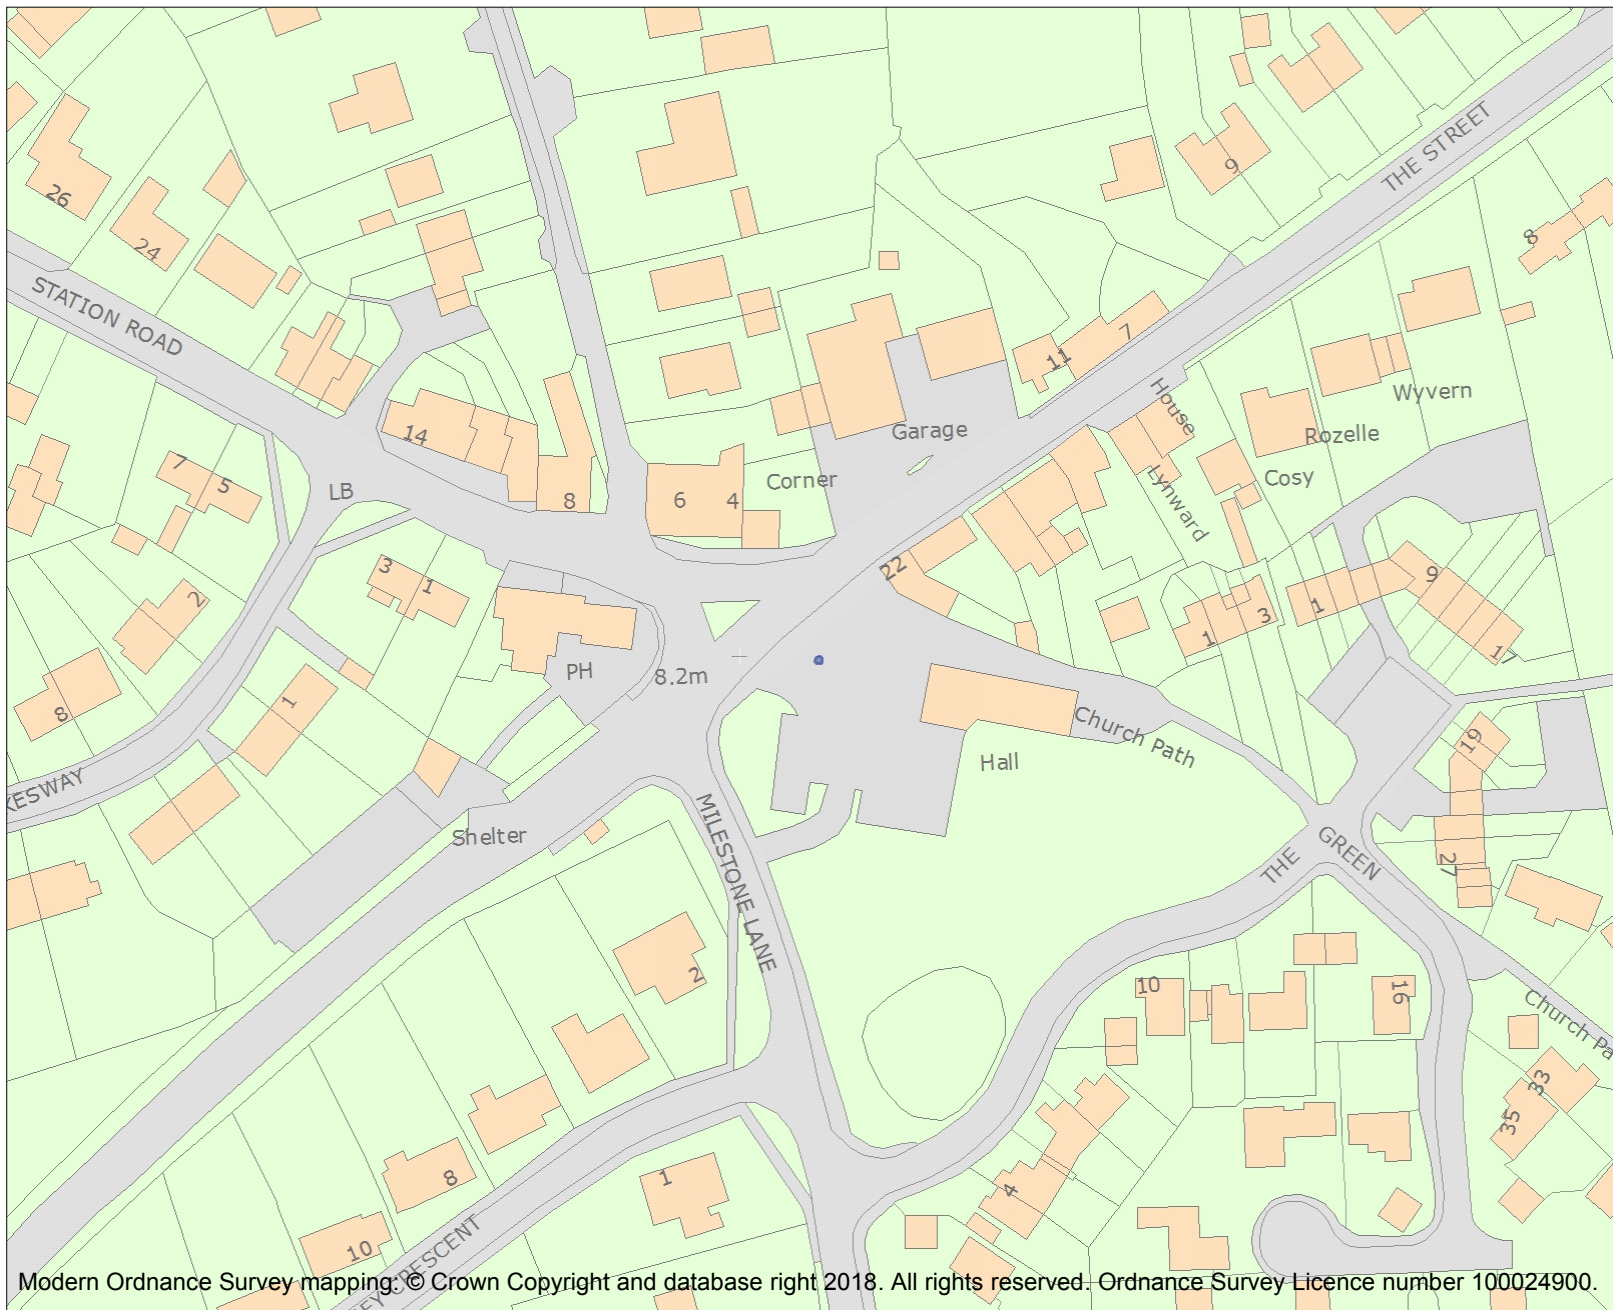 THE STREET
9
26
24
8
STATION ROAD
7
11
House
Wyvern
Garage
Rozelle
14
7
5
LB
Corner
Cosy
8
6
4
Lynward
3
1
22
2
9
1
3
1
17
PH
8.2m
8
1
Church Path
19
Hall
KESWAY
Shelter
MILESTONE LANE
THE GREEN
27
2
10
16
Church Pa
33
35
8
1
4
10
EY CRESCENT
Modern Ordnance Survey mapping: © Crown Copyright and database right 2018. All rights reserved. Ordnance Survey Licence number 100024900.